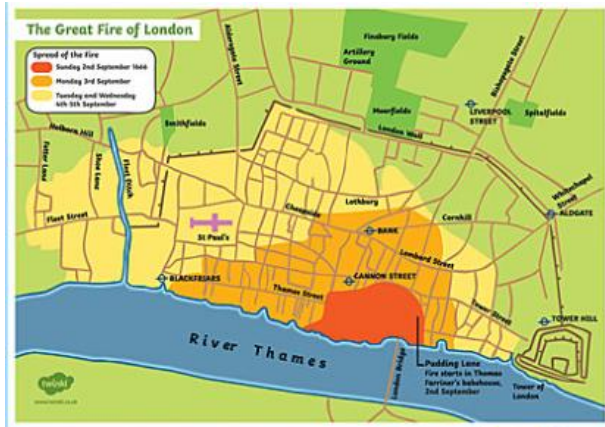 The Great Fire of London
Spread of the Fire
Sunday 2nd September 1666
Monday 3rd September
Tuesday and Wednesday
4th 5th September
Aldersgate Street
Finsbury Fields
Artillery
Ground
Bishopsgate Street
Moorfields
LIVERPOOL
STREET
Spitalfields
Smithfields
London Wall
Holborn Hill
Fetter Lane
Shoe Lane
Fleet Ditch
Whitechapel
Street
ALDGATE
Lothbury
Cheapside
Cornhill
Fleet Street
St Paul's
BANK
Lombard Street
BLACKFRIARS
CANNON STREET
Thames Street
Tower Street
TOWER HILL
River Thames
London Bridge
Pudding Lane
Fire starts in Thomas
Farriner's bakehouse,
2nd September
Tower of
London
twinkl
www.twinkl.co.uk